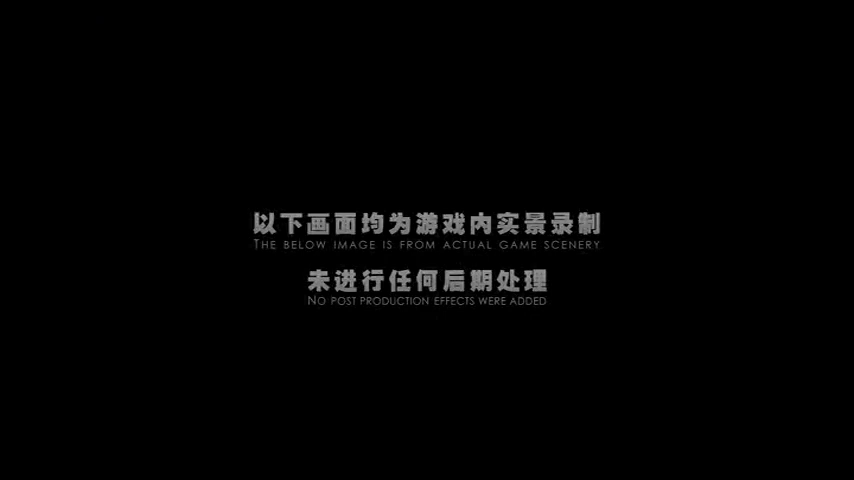 以下画面均为游戏内实景录制
THE BELOW IMAGE IS FROM ACTUAL GAME SCENERY
未进行任何后期处理
NO POST PRODUCTION EFFECTS WERE ADDED